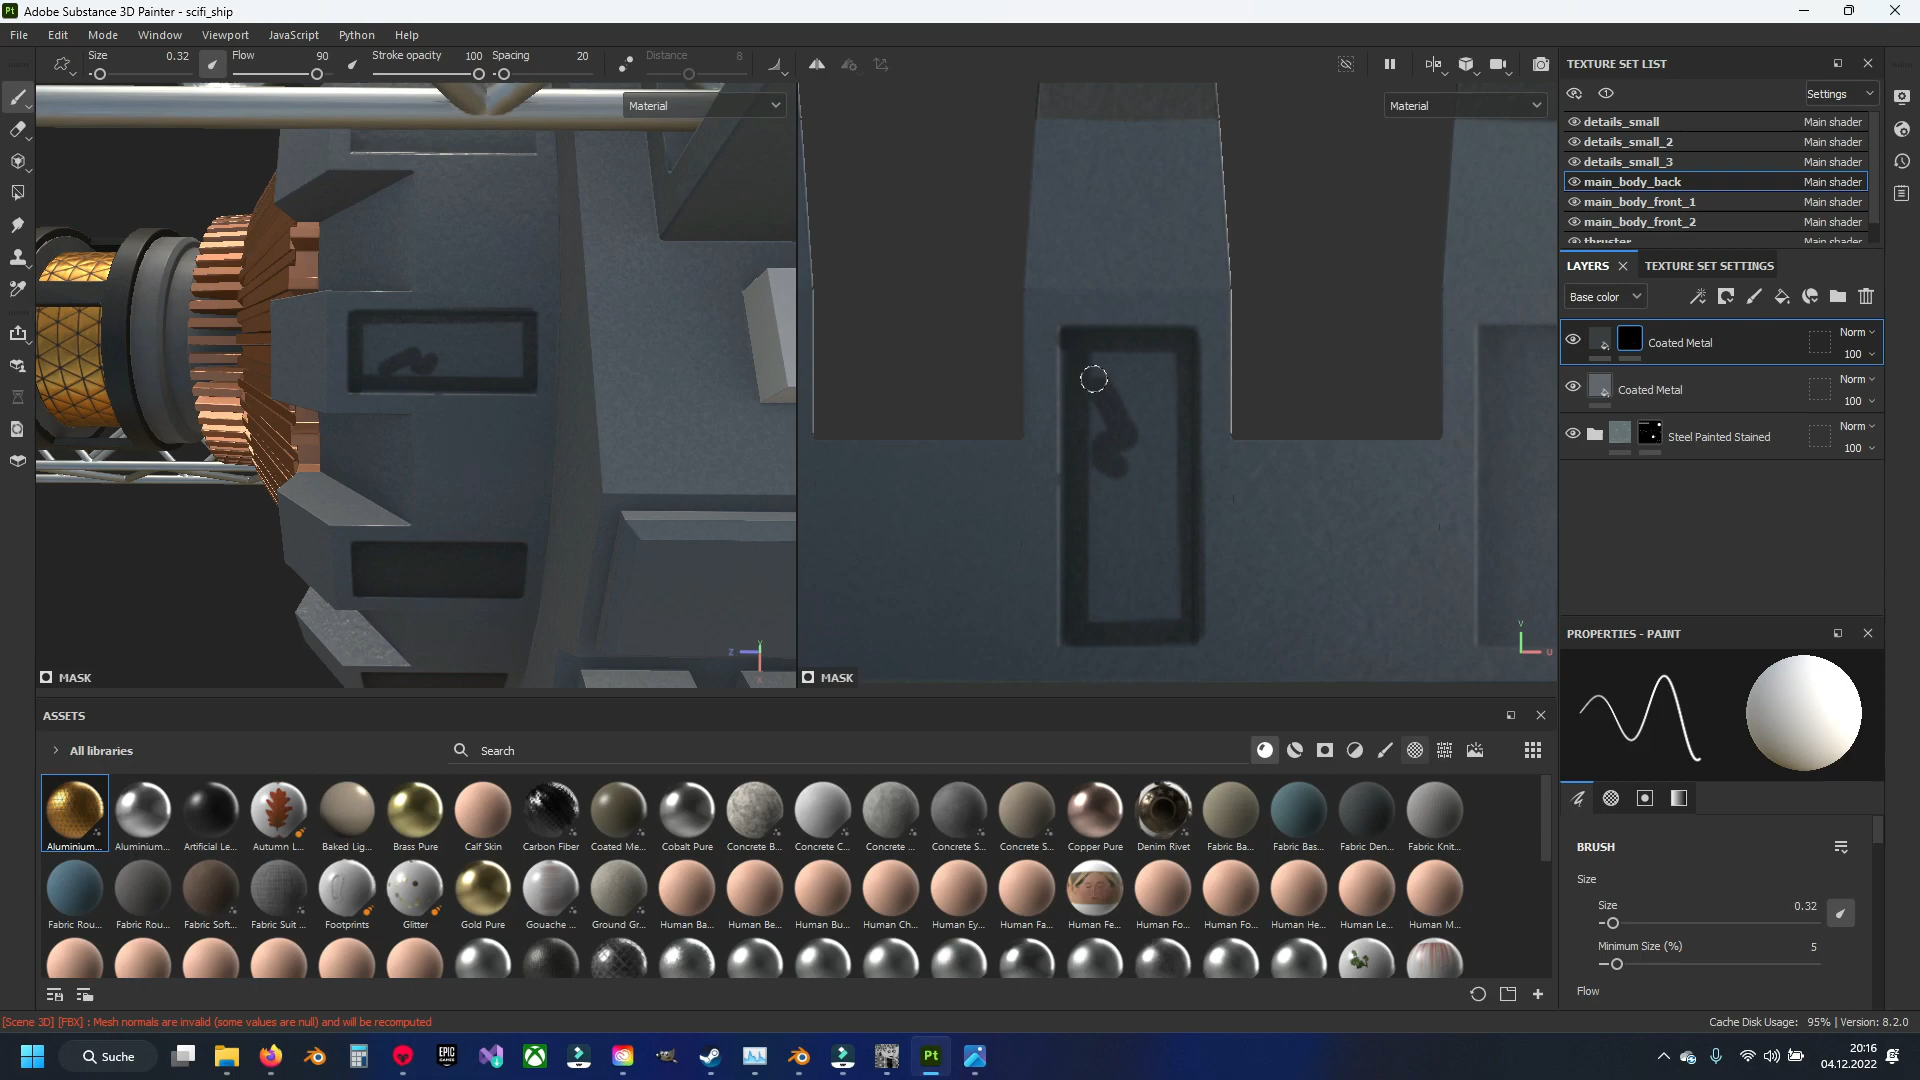 Pt Adobe Substance 3D Painter - scifi_ship
File Edit Mode Window Viewport JavaScript Python Help
Size 0.32 Flow 90 Stroke opacity 100 Spacing 20 Distance 8
Material
Material
MASK
MASK
Z Y X
V U
TEXTURE SET LIST
Settings
details_small Main shader
details_small_2 Main shader
details_small_3 Main shader
main_body_back Main shader
main_body_front_1 Main shader
main_body_front_2 Main shader
thruster Main shader
LAYERS TEXTURE SET SETTINGS
Base color
Coated Metal Norm 100
Coated Metal Norm 100
Steel Painted Stained Norm 100
PROPERTIES - PAINT
BRUSH
Size
Size 0.32
Minimum Size (%) 5
Flow
ASSETS
All libraries
Search
Aluminium... Aluminium... Artificial Le... Autumn L... Baked Lig... Brass Pure Calf Skin Carbon Fiber Coated Me... Cobalt Pure Concrete B... Concrete C... Concrete ... Concrete S... Concrete S... Copper Pure Denim Rivet Fabric Ba... Fabric Bas... Fabric Den... Fabric Knit...
Fabric Rou... Fabric Rou... Fabric Soft... Fabric Suit ... Footprints Glitter Gold Pure Gouache ... Ground Gr... Human Ba... Human Be... Human Bu... Human Ch... Human Ey... Human Fa... Human Fe... Human Fo... Human Fo... Human He... Human Le... Human M...
[Scene 3D] [FBX] : Mesh normals are invalid (some values are null) and will be recomputed
Cache Disk Usage: 95% | Version: 8.2.0
Suche
EPIC GAMES
Pt
20:16
04.12.2022